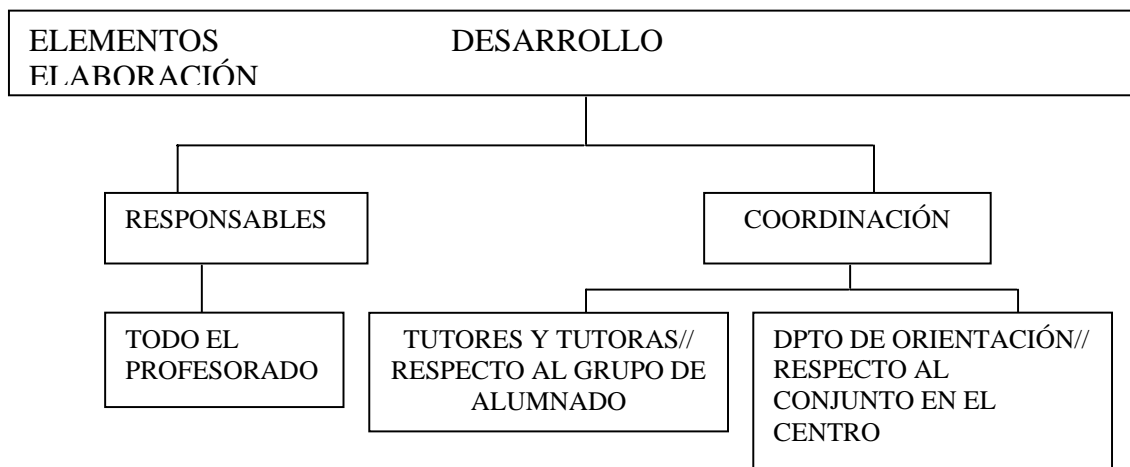 ELEMENTOS DESARROLLO
ELABORACIÓN
RESPONSABLES
COORDINACIÓN
TODO EL
PROFESORADO
TUTORES Y TUTORAS//
RESPECTO AL GRUPO DE
ALUMNADO
DPTO DE ORIENTACIÓN//
RESPECTO AL
CONJUNTO EN EL
CENTRO